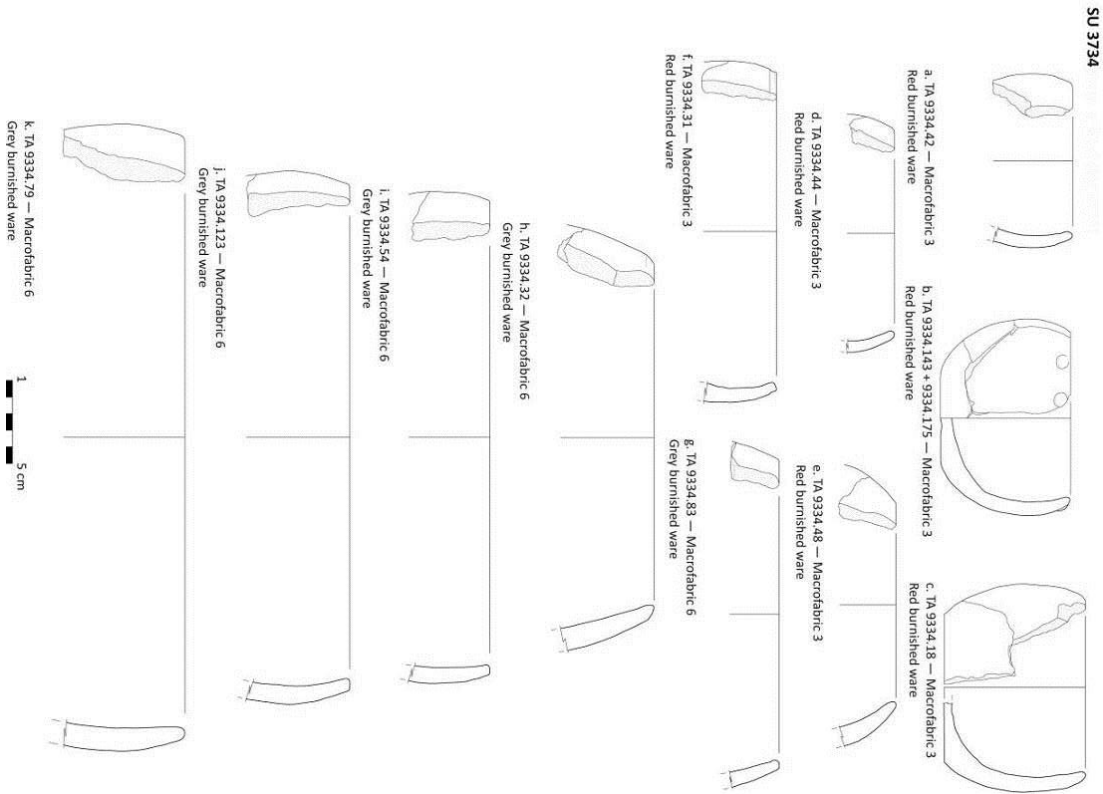 SU 3734
a. TA 9334.42 — Macrofabric 3
Red burnished ware
b. TA 9334.143 + 9334.175 — Macrofabric 3
Red burnished ware
c. TA 9334.18 — Macrofabric 3
Red burnished ware
d. TA 9334.44 — Macrofabric 3
Red burnished ware
e. TA 9334.48 — Macrofabric 3
Red burnished ware
f. TA 9334.31 — Macrofabric 3
Red burnished ware
g. TA 9334.83 — Macrofabric 6
Grey burnished ware
h. TA 9334.32 — Macrofabric 6
Grey burnished ware
i. TA 9334.54 — Macrofabric 6
Grey burnished ware
j. TA 9334.123 — Macrofabric 6
Grey burnished ware
k. TA 9334.79 — Macrofabric 6
Grey burnished ware
1 5 cm